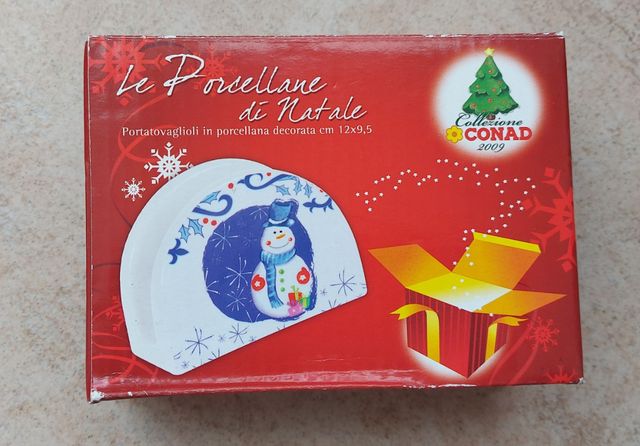 Le Porcellane
di Natale
Portatovaglioli in porcellana decorata cm 12x9,5
Collezione
CONAD
2009